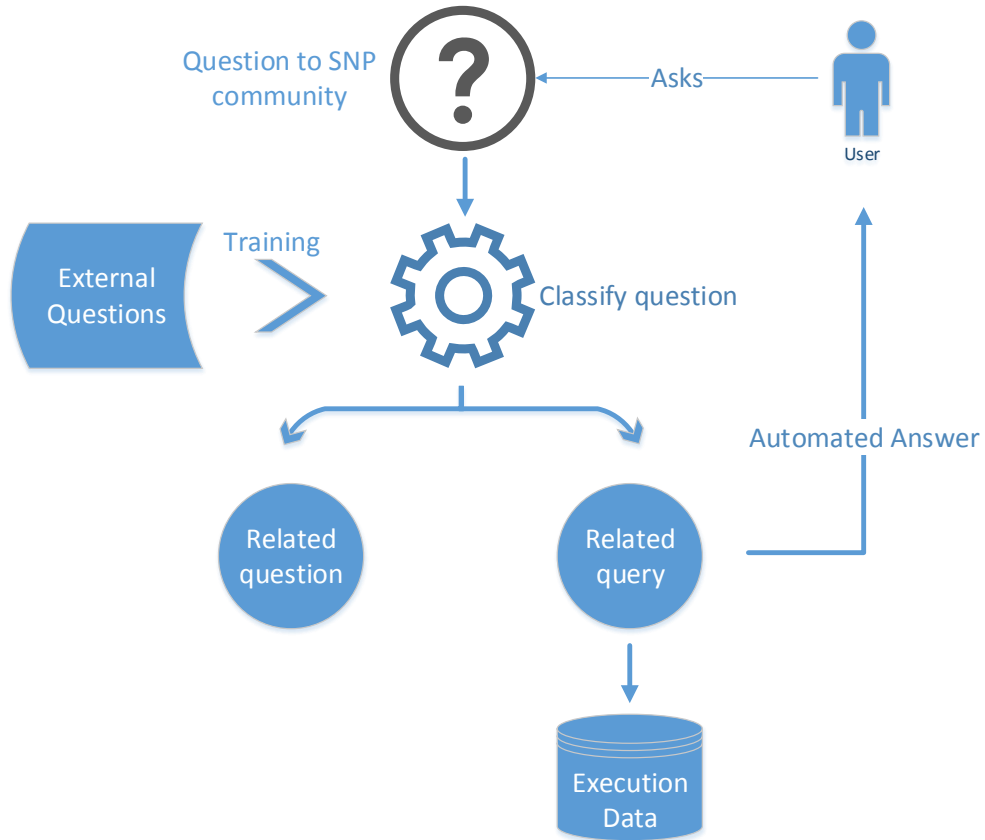 Question to SNP
community
Asks
User
Training
External
Questions
Classify question
Automated Answer
Related
question
Related
query
Execution
Data